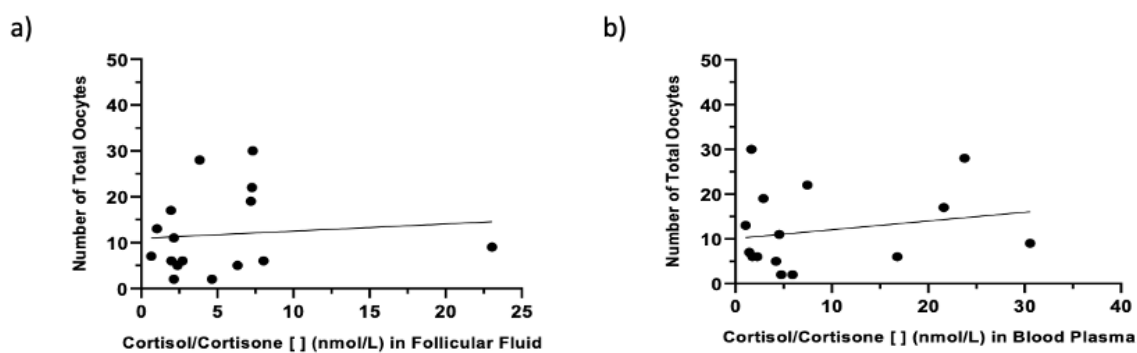 a)
50
40
30
20
10
0
Number of Total Oocytes
0 5 10 15 20 25
Cortisol/Cortisone [ ] (nmol/L) in Follicular Fluid
b)
50
40
30
20
10
0
Number of Total Oocytes
0 10 20 30 40
Cortisol/Cortisone [ ] (nmol/L) in Blood Plasma